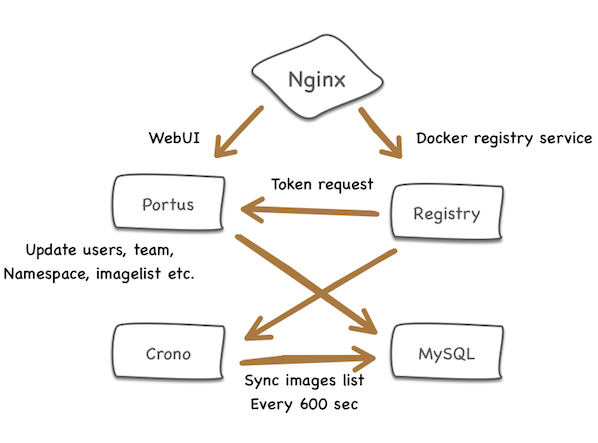 Nginx
WebUI
Docker registry service
Token request
Portus
Registry
Update users, team,
Namespace, imagelist etc.
Crono
MySQL
Sync images list
Every 600 sec